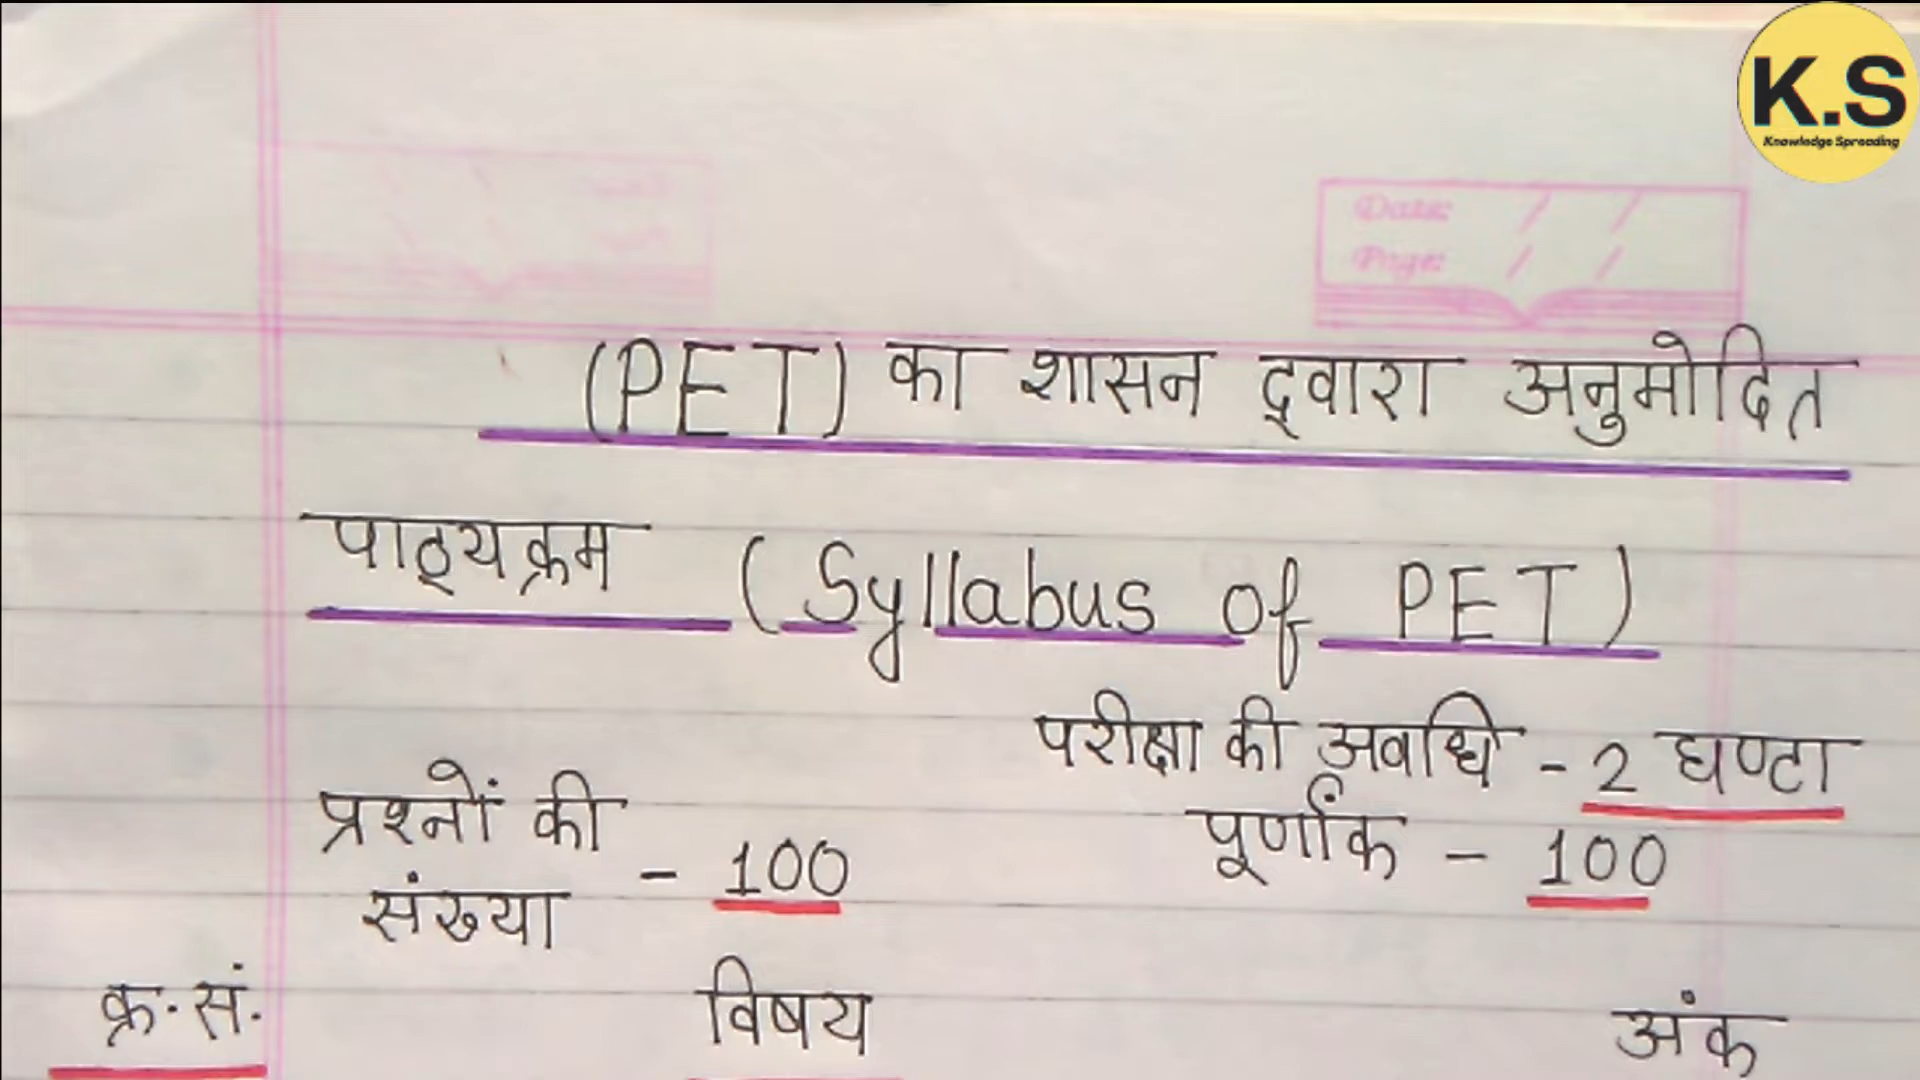 K.S
Knowledge Spreading
Date: / /
Page: / /
(PET) का शासन द्वारा अनुमोदित
पाठ्यक्रम (Syllabus of PET)
परीक्षा की अवधि - 2 घण्टा
प्रश्नों की संख्या - 100
पूर्णांक - 100
क्र.सं. विषय अंक